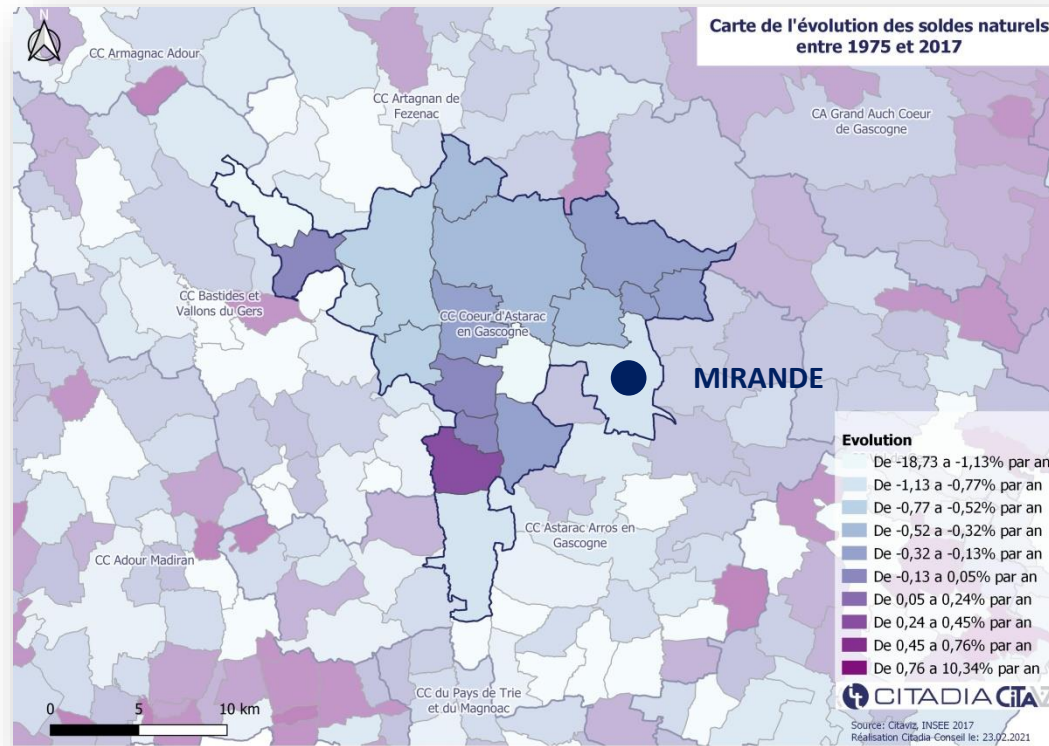 Carte de l'évolution des soldes naturels
entre 1975 et 2017
N
CC Armagnac Adour
CC Artagnan de
Fezenac
CA Grand Auch Coeur
de Gascogne
CC Bastides et
Vallons du Gers
CC Coeur d'Astarac
en Gascogne
MIRANDE
CC Astarac Arros en
Gascogne
CC Adour Madiran
CC du Pays de Trie
et du Magnoac
Evolution
De -18,73 a -1,13% par an
De -1,13 a -0,77% par an
De -0,77 a -0,52% par an
De -0,52 a -0,32% par an
De -0,32 a -0,13% par an
De -0,13 a 0,05% par an
De 0,05 a 0,24% par an
De 0,24 a 0,45% par an
De 0,45 a 0,76% par an
De 0,76 a 10,34% par an
0 5 10 km
CITADIA CiTAVIZ
Source: Citaviz, INSEE 2017
Réalisation Citadia Conseil le: 23.02.2021